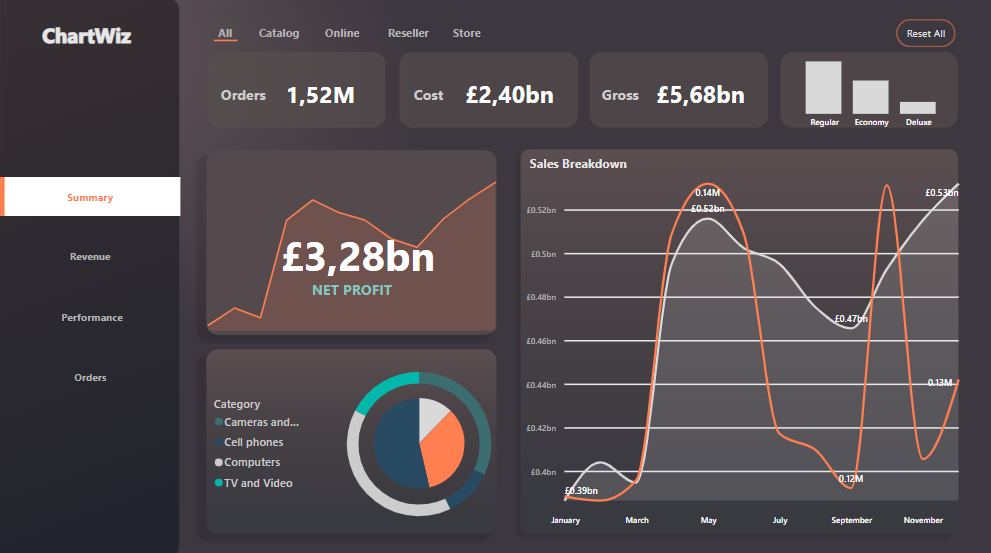 ChartWiz
All Catalog Online Reseller Store
Reset All
Orders 1,52M
Cost £2,40bn
Gross £5,68bn
Regular Economy Deluxe
Summary
Revenue
Performance
Orders
£3,28bn
NET PROFIT
Category
Cameras and...
Cell phones
Computers
TV and Video
Sales Breakdown
0.14M
£0.53bn
£0.52bn
£0.52bn
£0.5bn
£0.48bn
£0.47bn
£0.46bn
£0.44bn
0.13M
£0.42bn
£0.4bn
0.12M
£0.39bn
January March May July September November